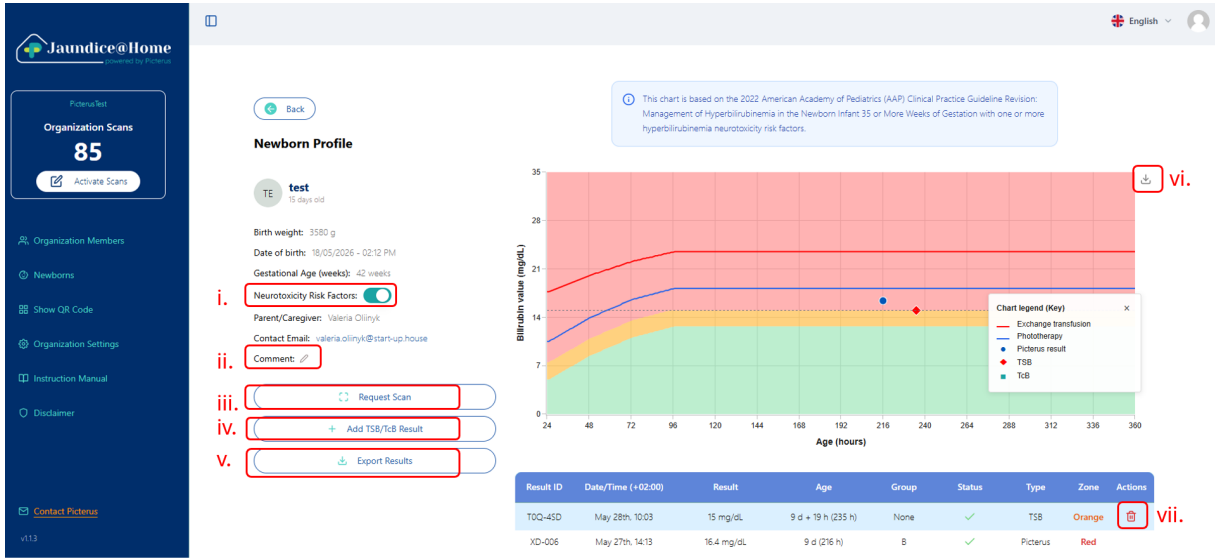 Jaundice@Home
powered by Picterus
PicterusTest
Organization Scans
85
Activate Scans
Organization Members
Newborns
Show QR Code
Organization Settings
Instruction Manual
Disclaimer
Contact Picterus
v1.1.3
English
Back
Newborn Profile
TE
test
15 days old
Birth weight: 3580 g
Date of birth: 18/05/2026 - 02:12 PM
Gestational Age (weeks): 42 weeks
i.
Neurotoxicity Risk Factors:
Parent/Caregiver: Valeria Oliinyk
Contact Email: valeria.oliinyk@start-up.house
ii.
Comment:
iii.
Request Scan
iv.
Add TSB/TcB Result
v.
Export Results
This chart is based on the 2022 American Academy of Pediatrics (AAP) Clinical Practice Guideline Revision:
Management of Hyperbilirubinemia in the Newborn Infant 35 or More Weeks of Gestation with one or more
hyperbilirubinemia neurotoxicity risk factors.
vi.
Bilirubin value (mg/dL)
35
28
21
14
7
0
24 48 72 96 120 144 168 192 216 240 264 288 312 336 360
Age (hours)
Chart legend (Key) ×
Exchange transfusion
Phototherapy
Picterus result
TSB
TcB
Result ID Date/Time (+02:00) Result Age Group Status Type Zone Actions
T0Q-4SD May 28th, 10:03 15 mg/dL 9 d + 19 h (235 h) None TSB Orange
vii.
XD-006 May 27th, 14:13 16.4 mg/dL 9 d (216 h) B Picterus Red